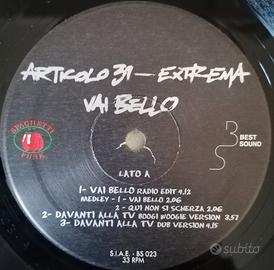 ARTICOLO 31 — EXTREMA
VAI BELLO
SPAGHETTI
FUNK
BEST
SOUND
LATO A
1- VAI BELLO RADIO EDIT 4,12
MEDLEY - 1 - VAI BELLO 2,06
2 - QUI NON SI SCHERZA 2,06
2- DAVANTI ALLA TV BOOGI WOOGIE VERSION 3,57
3- DAVANTI ALLA TV DUB VERSION 4,15
S.I.A.E. - BS 023
33 RPM
subito